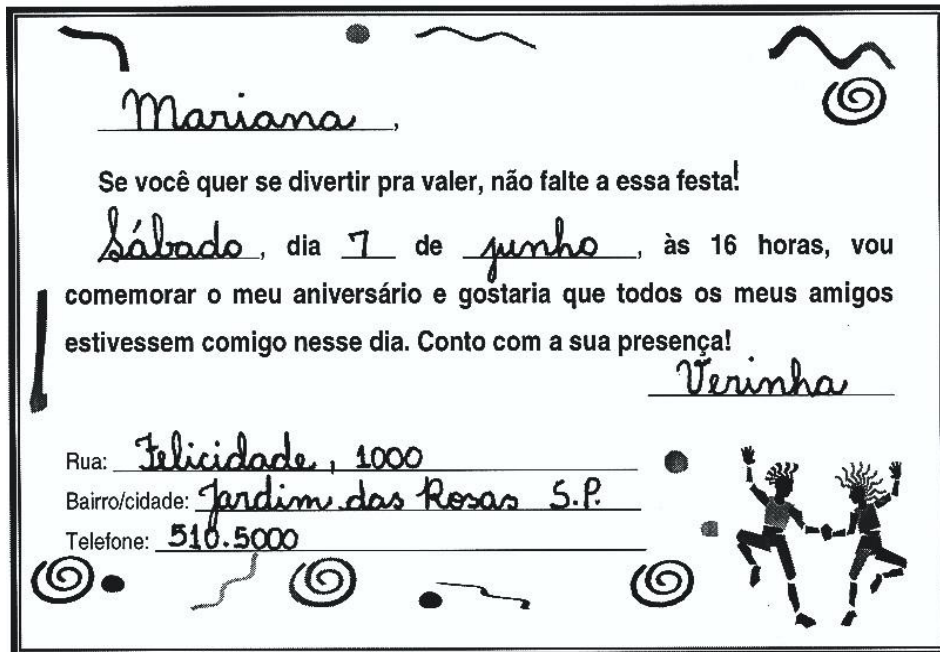 Mariana,
Se você quer se divertir pra valer, não falte a essa festa!
Sábado, dia 7 de junho, às 16 horas, vou
comemorar o meu aniversário e gostaria que todos os meus amigos
estivessem comigo nesse dia. Conto com a sua presença!
Verinha
Rua: Felicidade, 1000
Bairro/cidade: Jardim das Rosas S.P.
Telefone: 510.5000